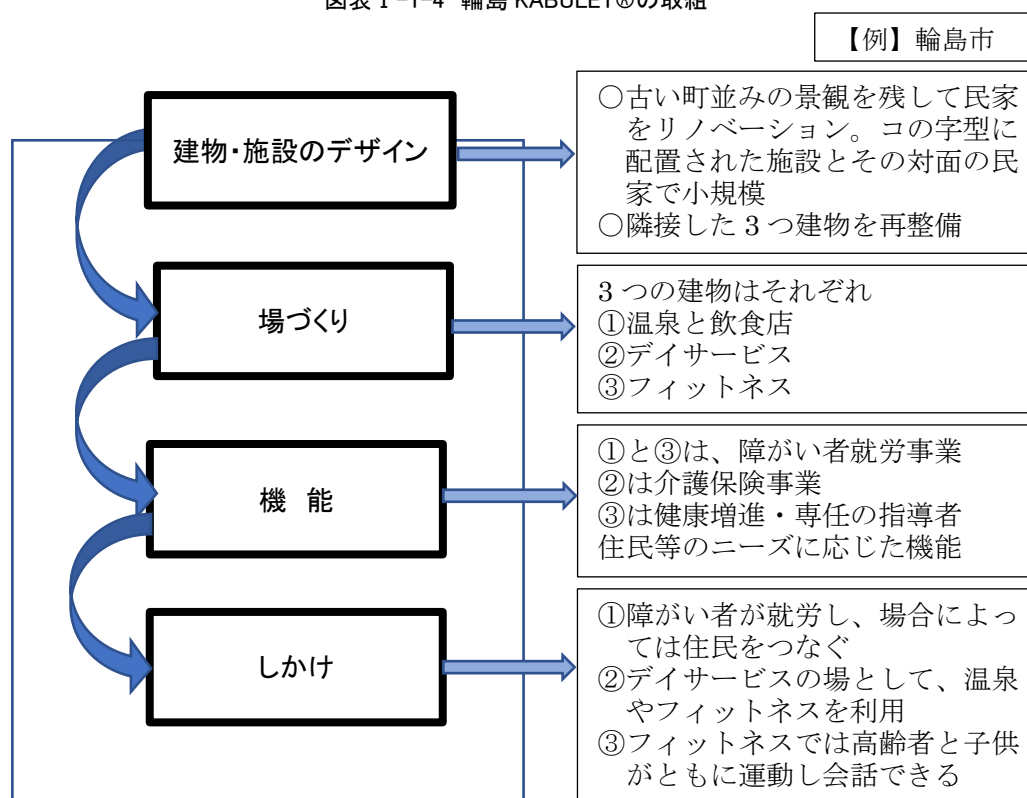 図表Ⅰ-1-4 輪島 KABULET®の取組
【例】輪島市
建物・施設のデザイン
○古い町並みの景観を残して民家
をリノベーション。コの字型に
配置された施設とその対面の民
家で小規模
○隣接した3つ建物を再整備
場づくり
3つの建物はそれぞれ
①温泉と飲食店
②デイサービス
③フィットネス
機 能
①と③は、障がい者就労事業
②は介護保険事業
③は健康増進・専任の指導者
住民等のニーズに応じた機能
しかけ
①障がい者が就労し、場合によっ
ては住民をつなぐ
②デイサービスの場として、温泉
やフィットネスを利用
③フィットネスでは高齢者と子供
がともに運動し会話できる